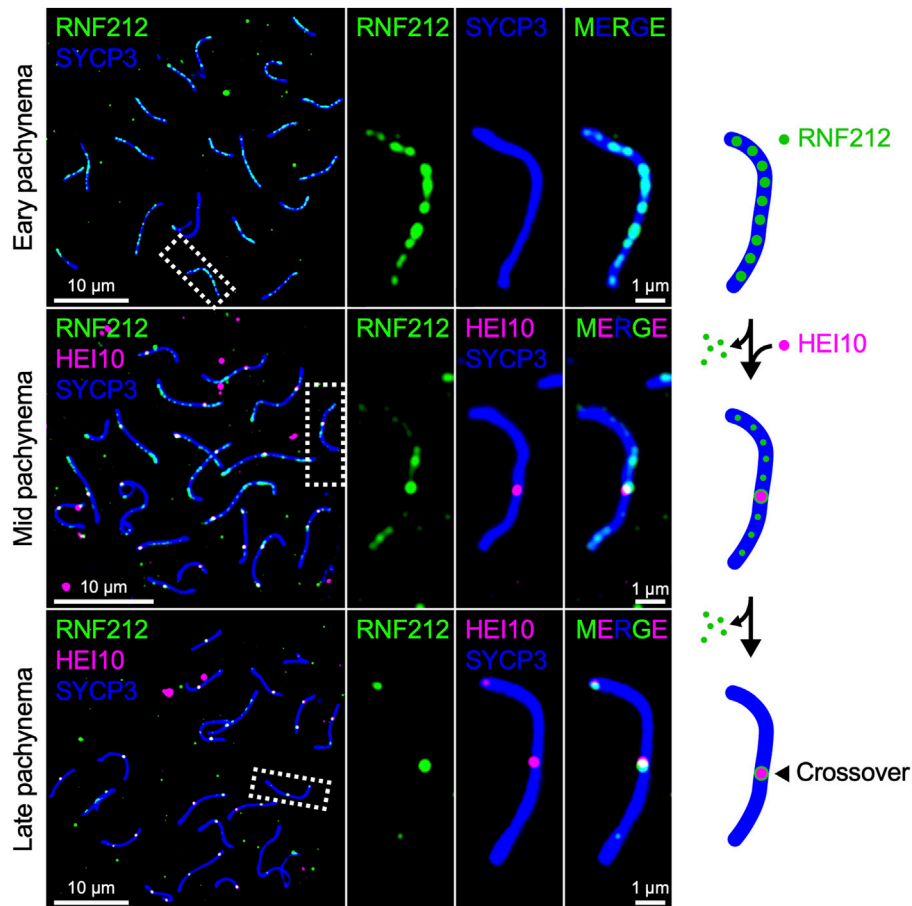 Eary pachynema
RNF212
SYCP3
10 µm
RNF212
SYCP3
MERGE
1 µm
RNF212
Mid pachynema
RNF212
HEI10
SYCP3
10 µm
RNF212
HEI10
SYCP3
MERGE
1 µm
HEI10
Late pachynema
RNF212
HEI10
SYCP3
10 µm
RNF212
HEI10
SYCP3
MERGE
1 µm
Crossover